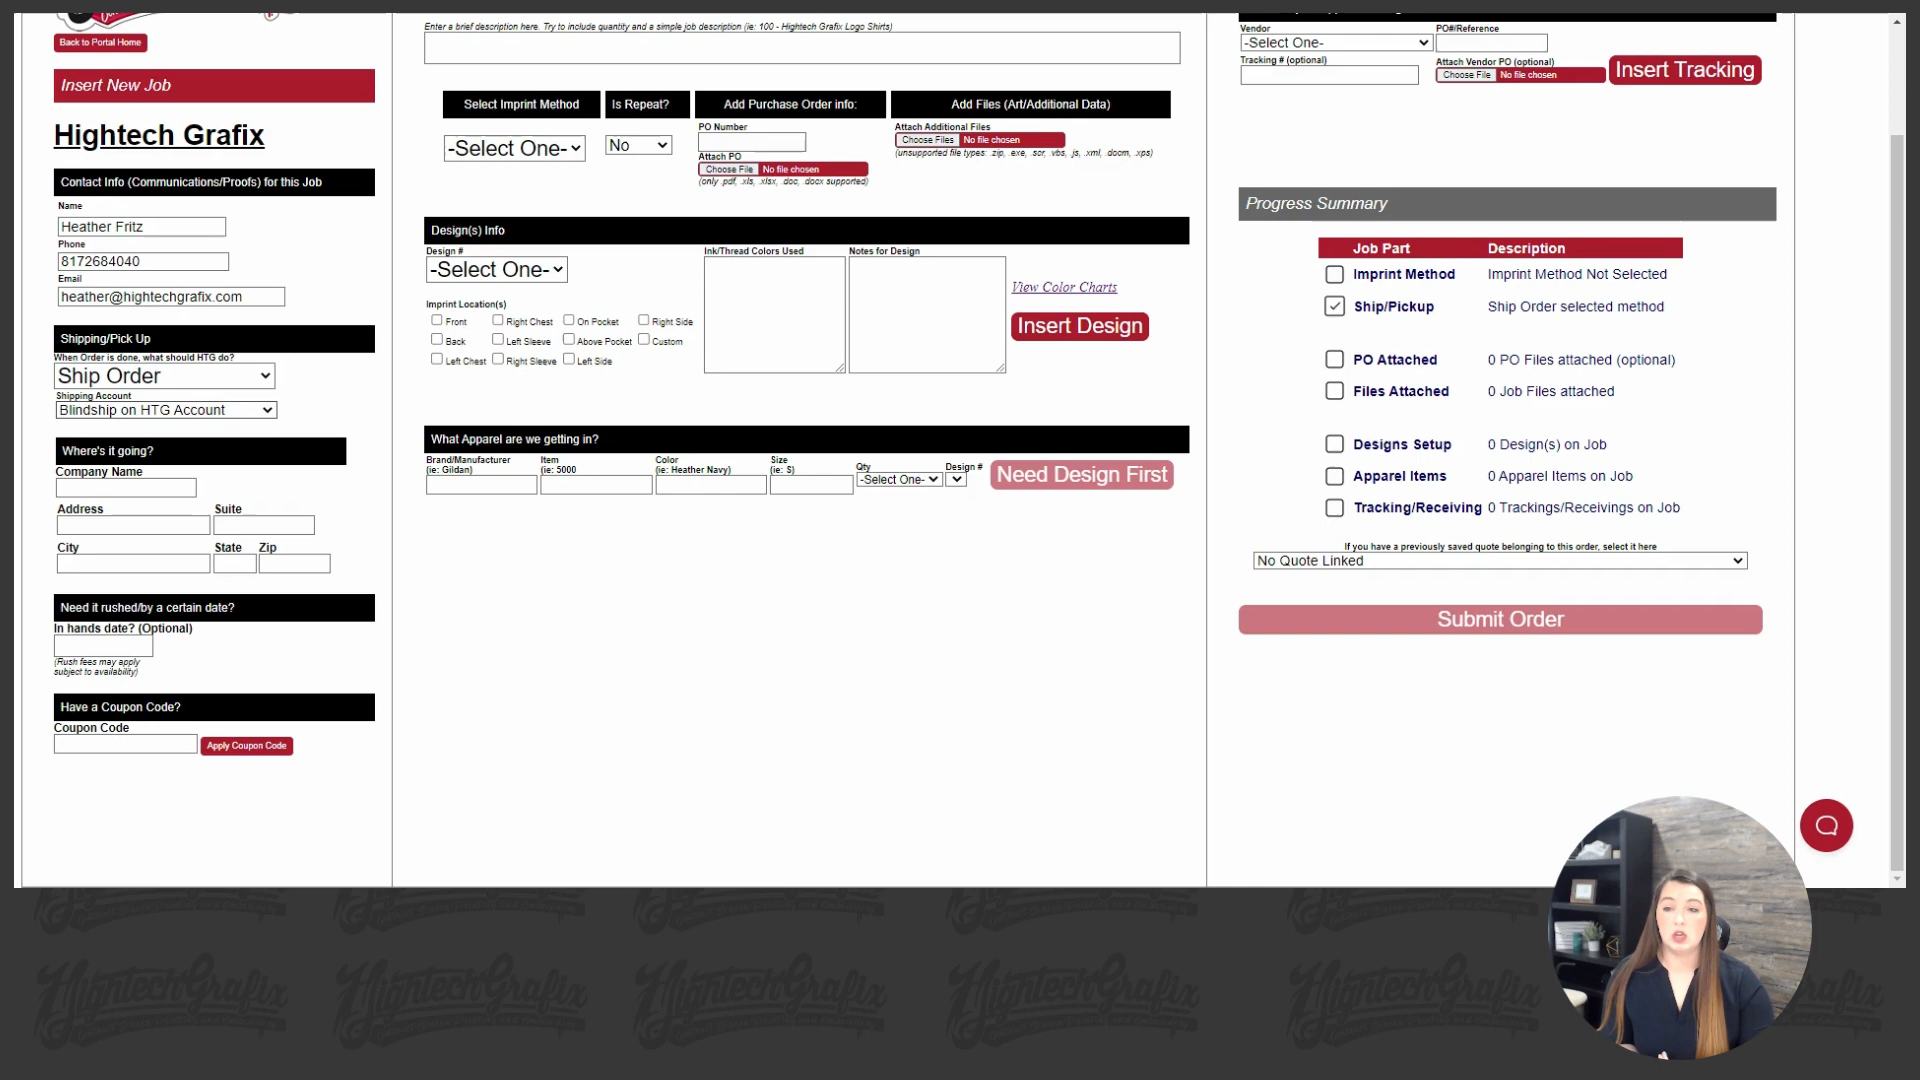 Back to Portal Home
Insert New Job
Hightech Grafix
Contact Info (Communications/Proofs) for this Job
Name
Heather Fritz
Phone
8172684040
Email
heather@hightechgrafix.com
Shipping/Pick Up
When Order is done, what should HTG do?
Ship Order
Shipping Account
Blindship on HTG Account
Where's it going?
Company Name
Address Suite
City State Zip
Need it rushed/by a certain date?
In hands date? (Optional)
(Rush fees may apply
subject to availability)
Have a Coupon Code?
Coupon Code
Apply Coupon Code
Enter a brief description here. Try to include quantity and a simple job description (ie: 100 - Hightech Grafix Logo Shirts)
Select Imprint Method Is Repeat? Add Purchase Order info: Add Files (Art/Additional Data)
-Select One- No
PO Number
Attach PO
Choose File No file chosen
(only .pdf, .xls, .xlsx, .doc, .docx supported)
Attach Additional Files
Choose Files No file chosen
(unsupported file types: .zip, .exe, .scr, .vbs, .js, .xml, .docm, .xps)
Design(s) Info
Design # Ink/Thread Colors Used Notes for Design
-Select One-
View Color Charts
Insert Design
Imprint Location(s)
Front Right Chest On Pocket Right Side
Back Left Sleeve Above Pocket Custom
Left Chest Right Sleeve Left Side
What Apparel are we getting in?
Brand/Manufacturer Item Color Size
(ie: Gildan) (ie: 5000 (ie: Heather Navy) (ie: S) Qty Design #
-Select One-
Need Design First
Vendor PO#/Reference
-Select One-
Tracking # (optional) Attach Vendor PO (optional)
Choose File No file chosen
Insert Tracking
Progress Summary
Job Part Description
Imprint Method Imprint Method Not Selected
Ship/Pickup Ship Order selected method
PO Attached 0 PO Files attached (optional)
Files Attached 0 Job Files attached
Designs Setup 0 Design(s) on Job
Apparel Items 0 Apparel Items on Job
Tracking/Receiving 0 Trackings/Receivings on Job
If you have a previously saved quote belonging to this order, select it here
No Quote Linked
Submit Order
HightechGrafix HightechGrafix HightechGrafix HightechGrafix HightechGrafix